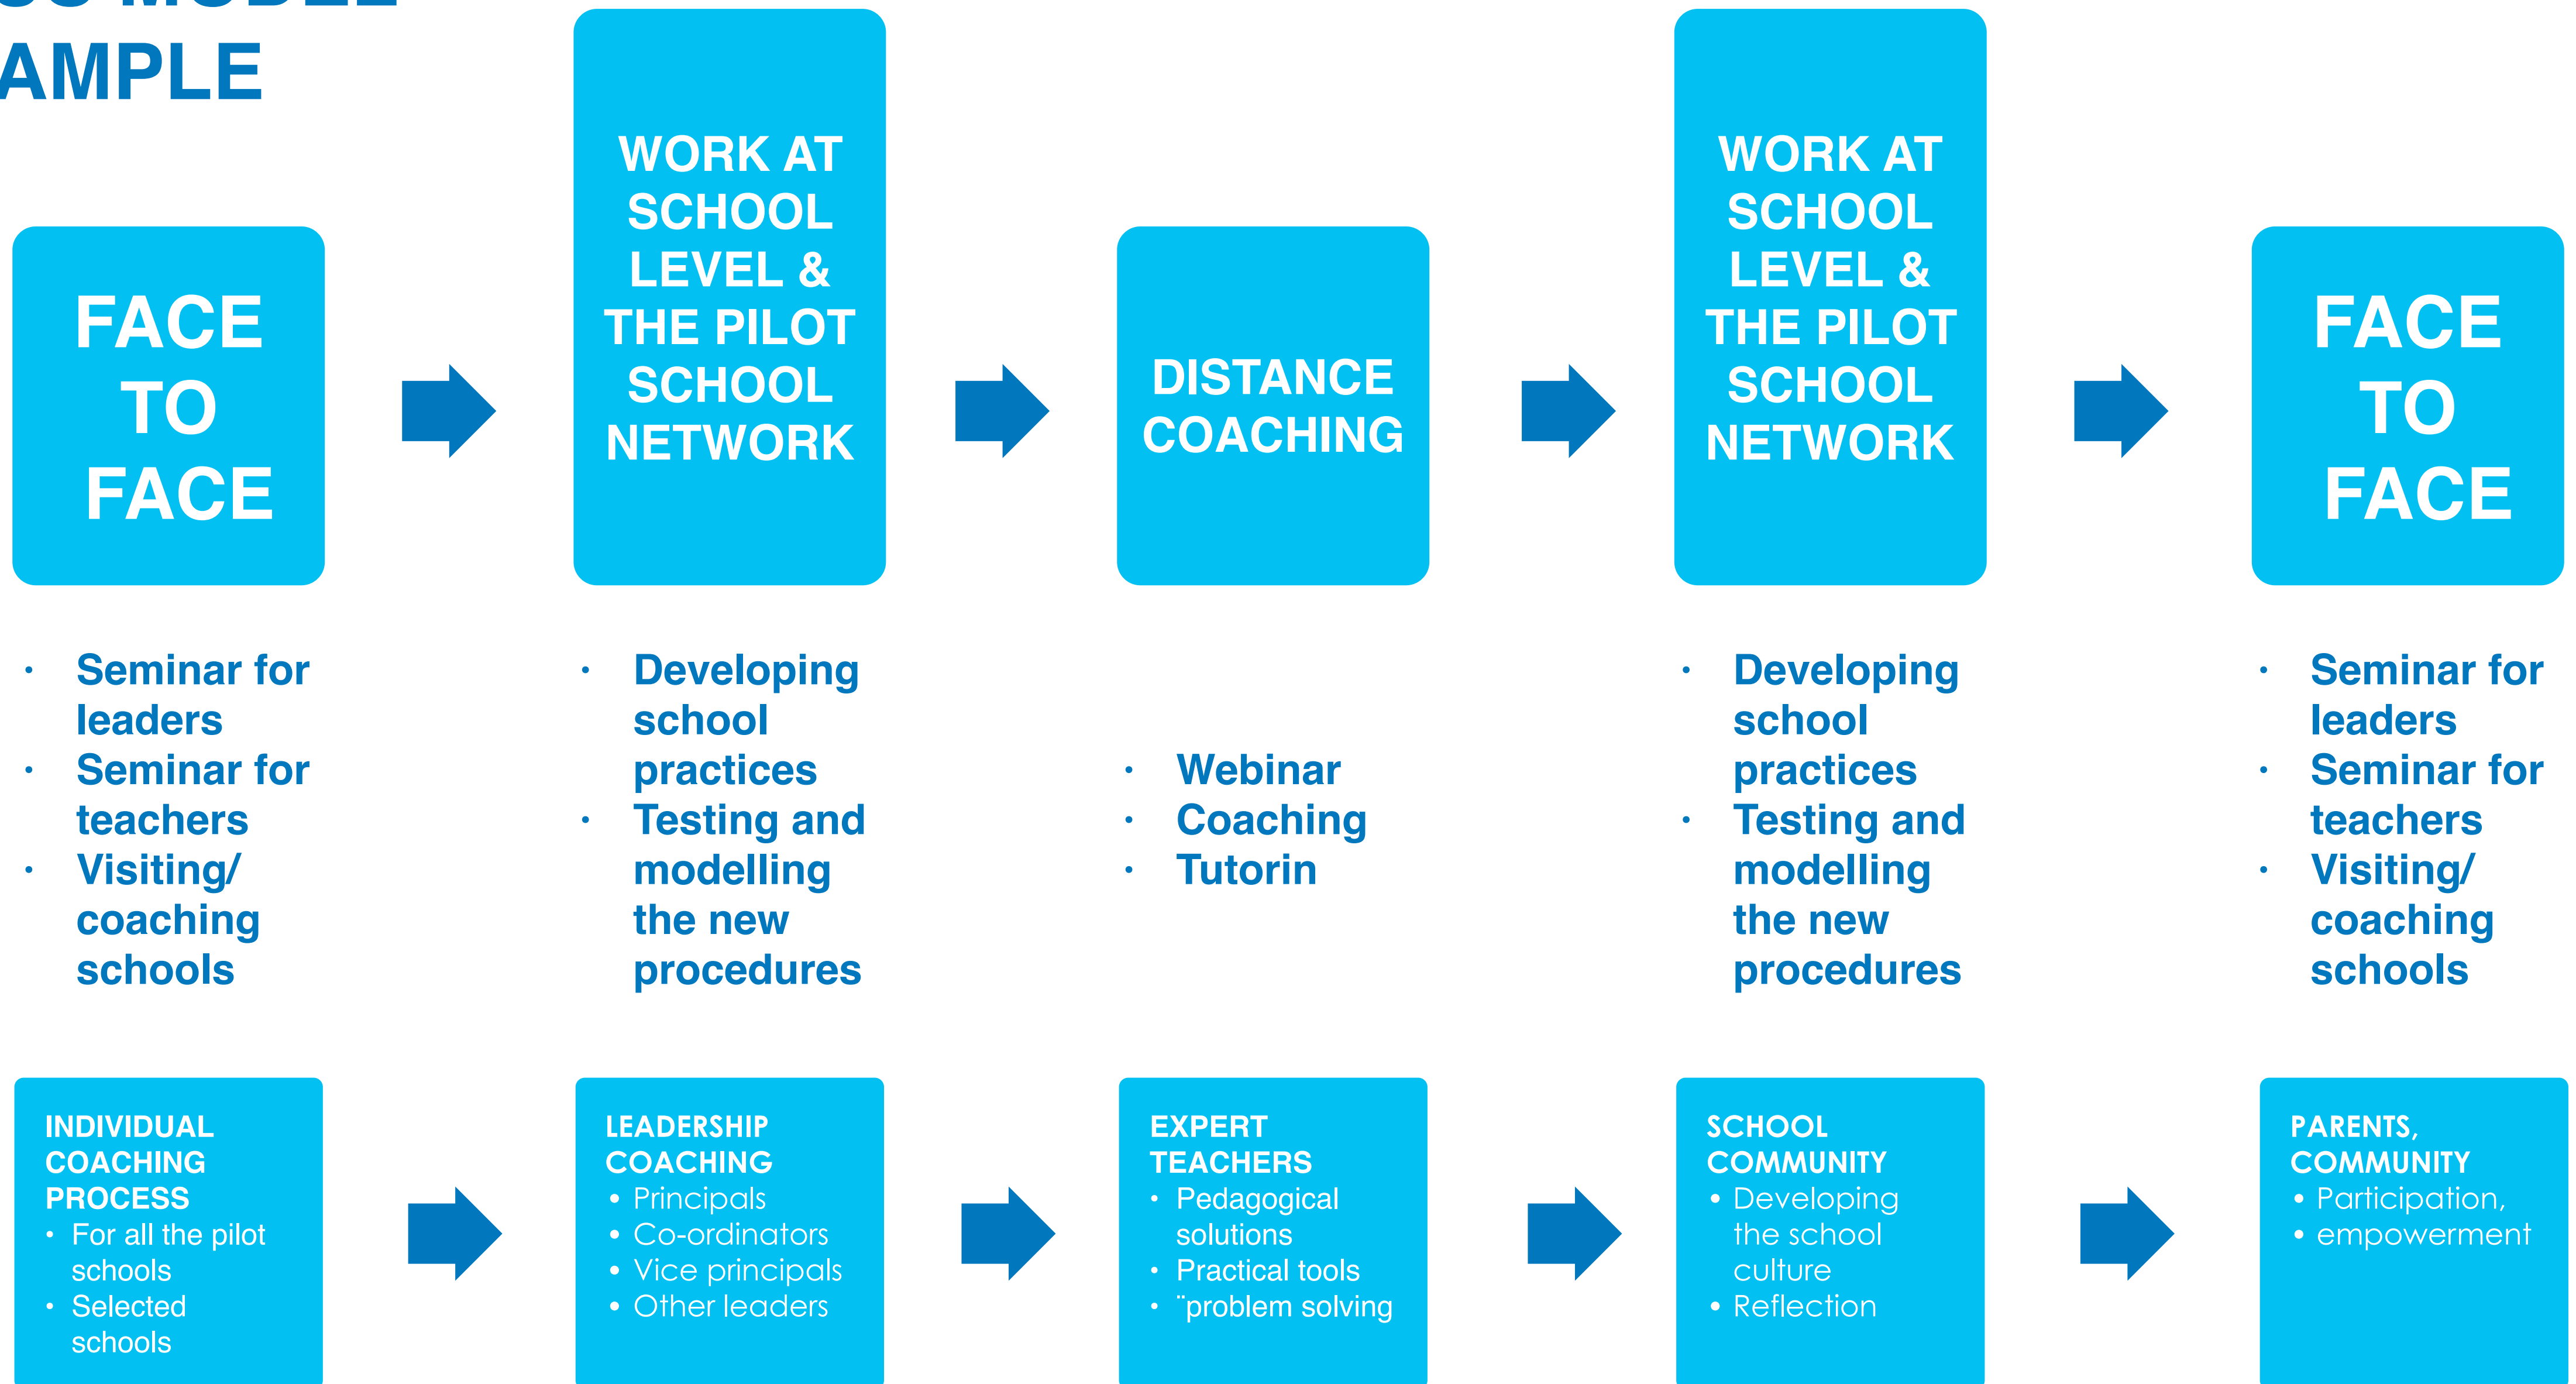 AMPLE
FACE
TO
FACE
WORK AT
SCHOOL
LEVEL &
THE PILOT
SCHOOL
NETWORK
DISTANCE
COACHING
WORK AT
SCHOOL
LEVEL &
THE PILOT
SCHOOL
NETWORK
FACE
TO
FACE
· Seminar for
leaders
· Seminar for
teachers
· Visiting/
coaching
schools
· Developing
school
practices
· Testing and
modelling
the new
procedures
· Webinar
· Coaching
· Tutorin
· Developing
school
practices
· Testing and
modelling
the new
procedures
· Seminar for
leaders
· Seminar for
teachers
· Visiting/
coaching
schools
INDIVIDUAL
COACHING
PROCESS
• For all the pilot
schools
• Selected
schools
LEADERSHIP
COACHING
• Principals
• Co-ordinators
• Vice principals
• Other leaders
EXPERT
TEACHERS
• Pedagogical
solutions
• Practical tools
• ¨problem solving
SCHOOL
COMMUNITY
• Developing
the school
culture
• Reflection
PARENTS,
COMMUNITY
• Participation,
• empowerment